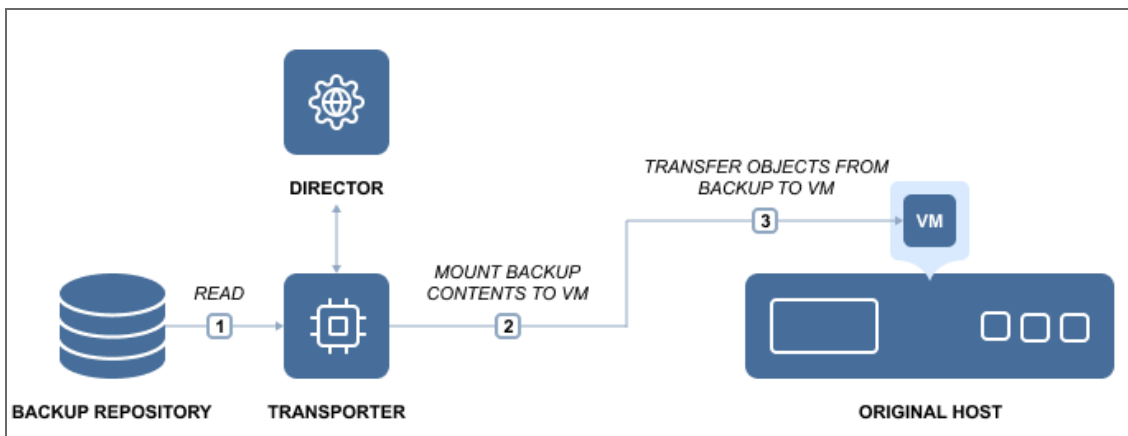 DIRECTOR
TRANSFER OBJECTS FROM
BACKUP TO VM
3
VM
READ
1
MOUNT BACKUP
CONTENTS TO VM
2
BACKUP REPOSITORY
TRANSPORTER
ORIGINAL HOST